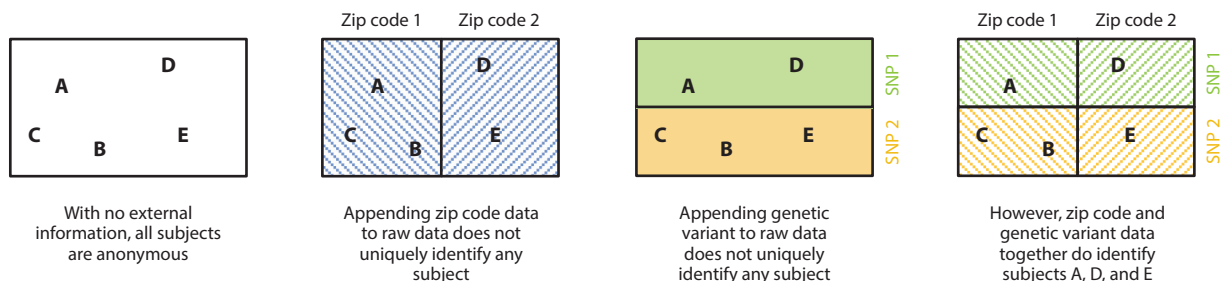 Zip code 1 Zip code 2
A
D
C
B
E
With no external
information, all subjects
are anonymous
A
D
C
B
E
Appending zip code data
to raw data does not
uniquely identify any
subject
A
D
C
B
E
SNP 1
SNP 2
Appending genetic
variant to raw data
does not uniquely
identify any subject
Zip code 1 Zip code 2
A
D
C
B
E
SNP 1
SNP 2
However, zip code and
genetic variant data
together do identify
subjects A, D, and E